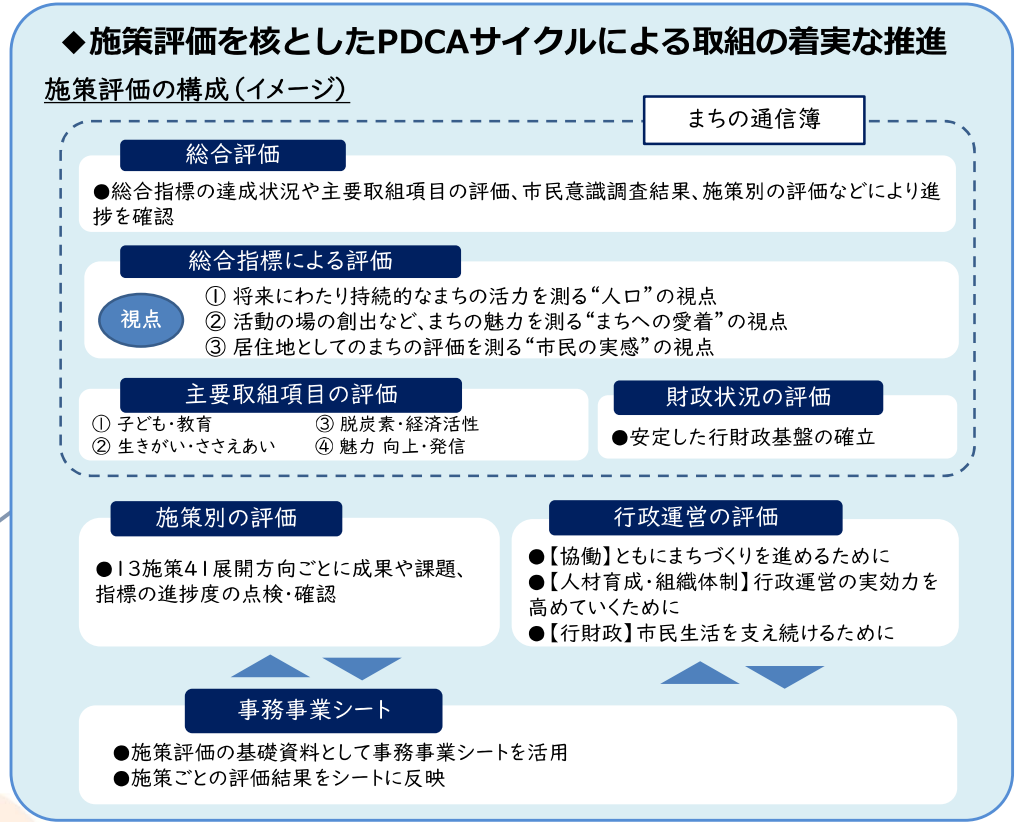 ◆施策評価を核としたPDCAサイクルによる取組の着実な推進
施策評価の構成（イメージ）
まちの通信簿
総合評価
●総合指標の達成状況や主要取組項目の評価、市民意識調査結果、施策別の評価などにより進
捗を確認
総合指標による評価
視点
① 将来にわたり持続的なまちの活力を測る“人口”の視点
② 活動の場の創出など、まちの魅力を測る“まちへの愛着”の視点
③ 居住地としてのまちの評価を測る“市民の実感”の視点
主要取組項目の評価
① 子ども・教育
② 生きがい・ささえあい
③ 脱炭素・経済活性
④ 魅力 向上・発信
財政状況の評価
●安定した行財政基盤の確立
施策別の評価
●13施策41展開方向ごとに成果や課題、
指標の進捗度の点検・確認
行政運営の評価
●【協働】ともにまちづくりを進めるために
●【人材育成・組織体制】行政運営の実効力を
高めていくために
●【行財政】市民生活を支え続けるために
事務事業シート
●施策評価の基礎資料として事務事業シートを活用
●施策ごとの評価結果をシートに反映